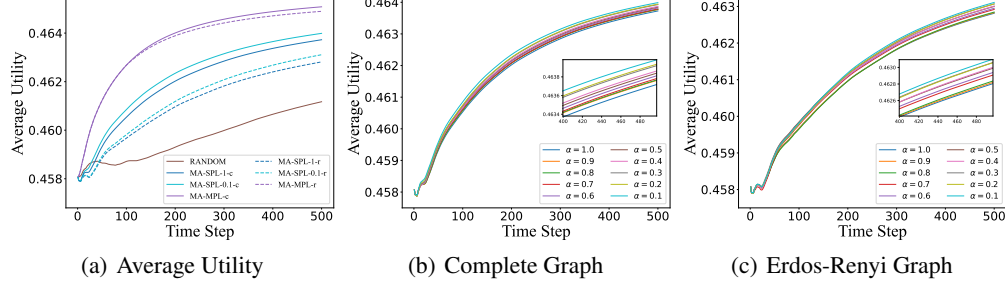 Average Utility
0.464
0.462
0.460
0.458
0 100 200 300 400 500
Time Step
RANDOM
MA-SPL-1-c
MA-SPL-0.1-c
MA-MPL-c
MA-SPL-1-r
MA-SPL-0.1-r
MA-MPL-r
(a) Average Utility
Average Utility
0.464
0.463
0.462
0.461
0.460
0.459
0.458
0 100 200 300 400 500
Time Step
0.4638
0.4636
0.4634
400 420 440 460 480
α = 1.0
α = 0.9
α = 0.8
α = 0.7
α = 0.6
α = 0.5
α = 0.4
α = 0.3
α = 0.2
α = 0.1
(b) Complete Graph
Average Utility
0.463
0.462
0.461
0.460
0.459
0.458
0 100 200 300 400 500
Time Step
0.4630
0.4628
0.4626
400 420 440 460 480
α = 1.0
α = 0.9
α = 0.8
α = 0.7
α = 0.6
α = 0.5
α = 0.4
α = 0.3
α = 0.2
α = 0.1
(c) Erdos-Renyi Graph